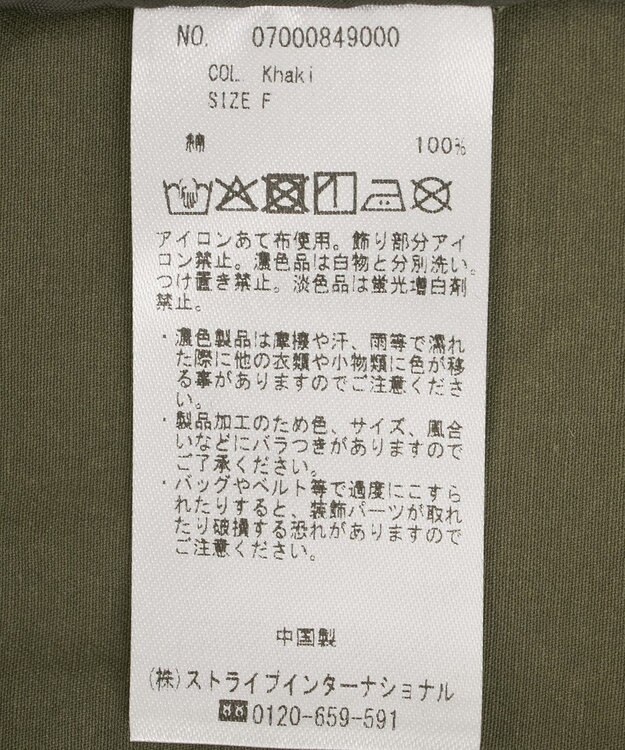 NO. 07000849000
COL. Khaki
SIZE F
綿 100%
アイロンあて布使用。飾り部分アイ
ロン禁止。濃色品は白物と分別洗い。
つけ置き禁止。淡色品は蛍光増白剤
禁止。
・濃色製品は摩擦や汗、雨等で濡れ
た際に他の衣類や小物類に色が移
る事がありますのでご注意くださ
い。
・製品加工のため色、サイズ、風合
いなどにバラつきがありますので
ご了承ください。
・バッグやベルト等で過度にこすら
れたりすると、装飾パーツが取れ
たり破損する恐れがありますので
ご注意ください。
中国製
(株)ストライプインターナショナル
0120-659-591